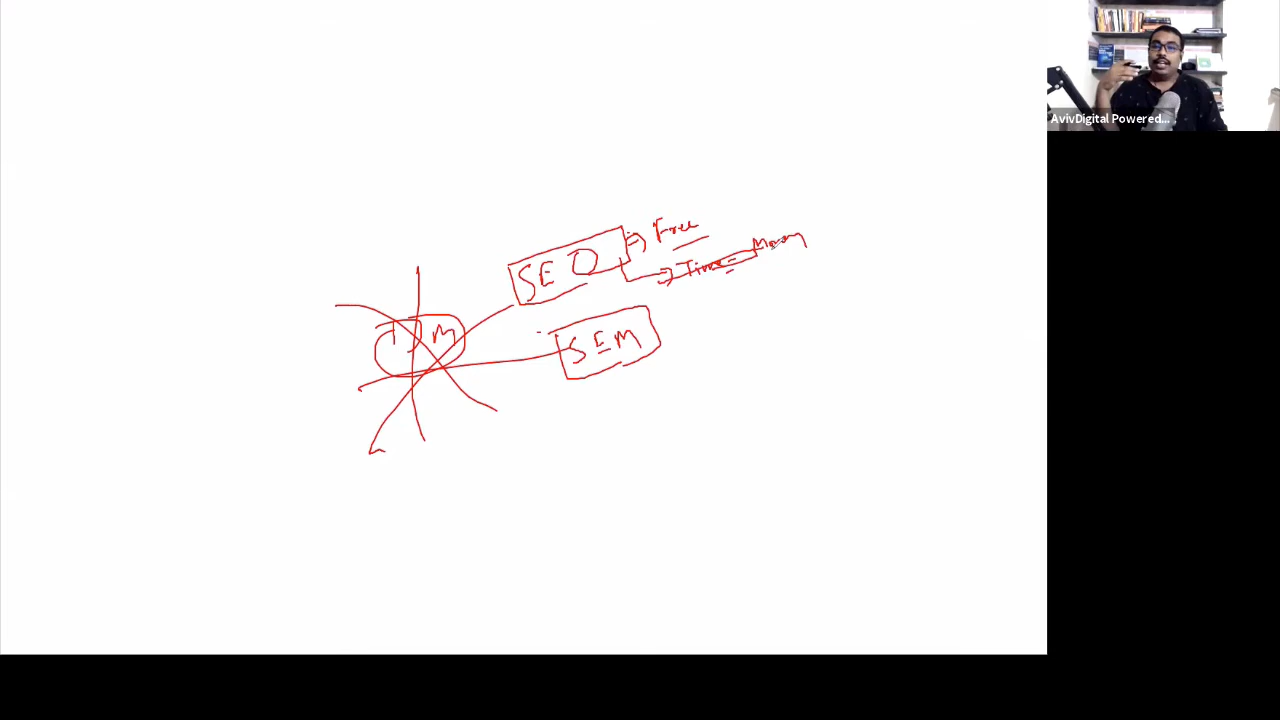 AvivDigital Powered...
SEO => Free
=> Time = Money
DM
SEM